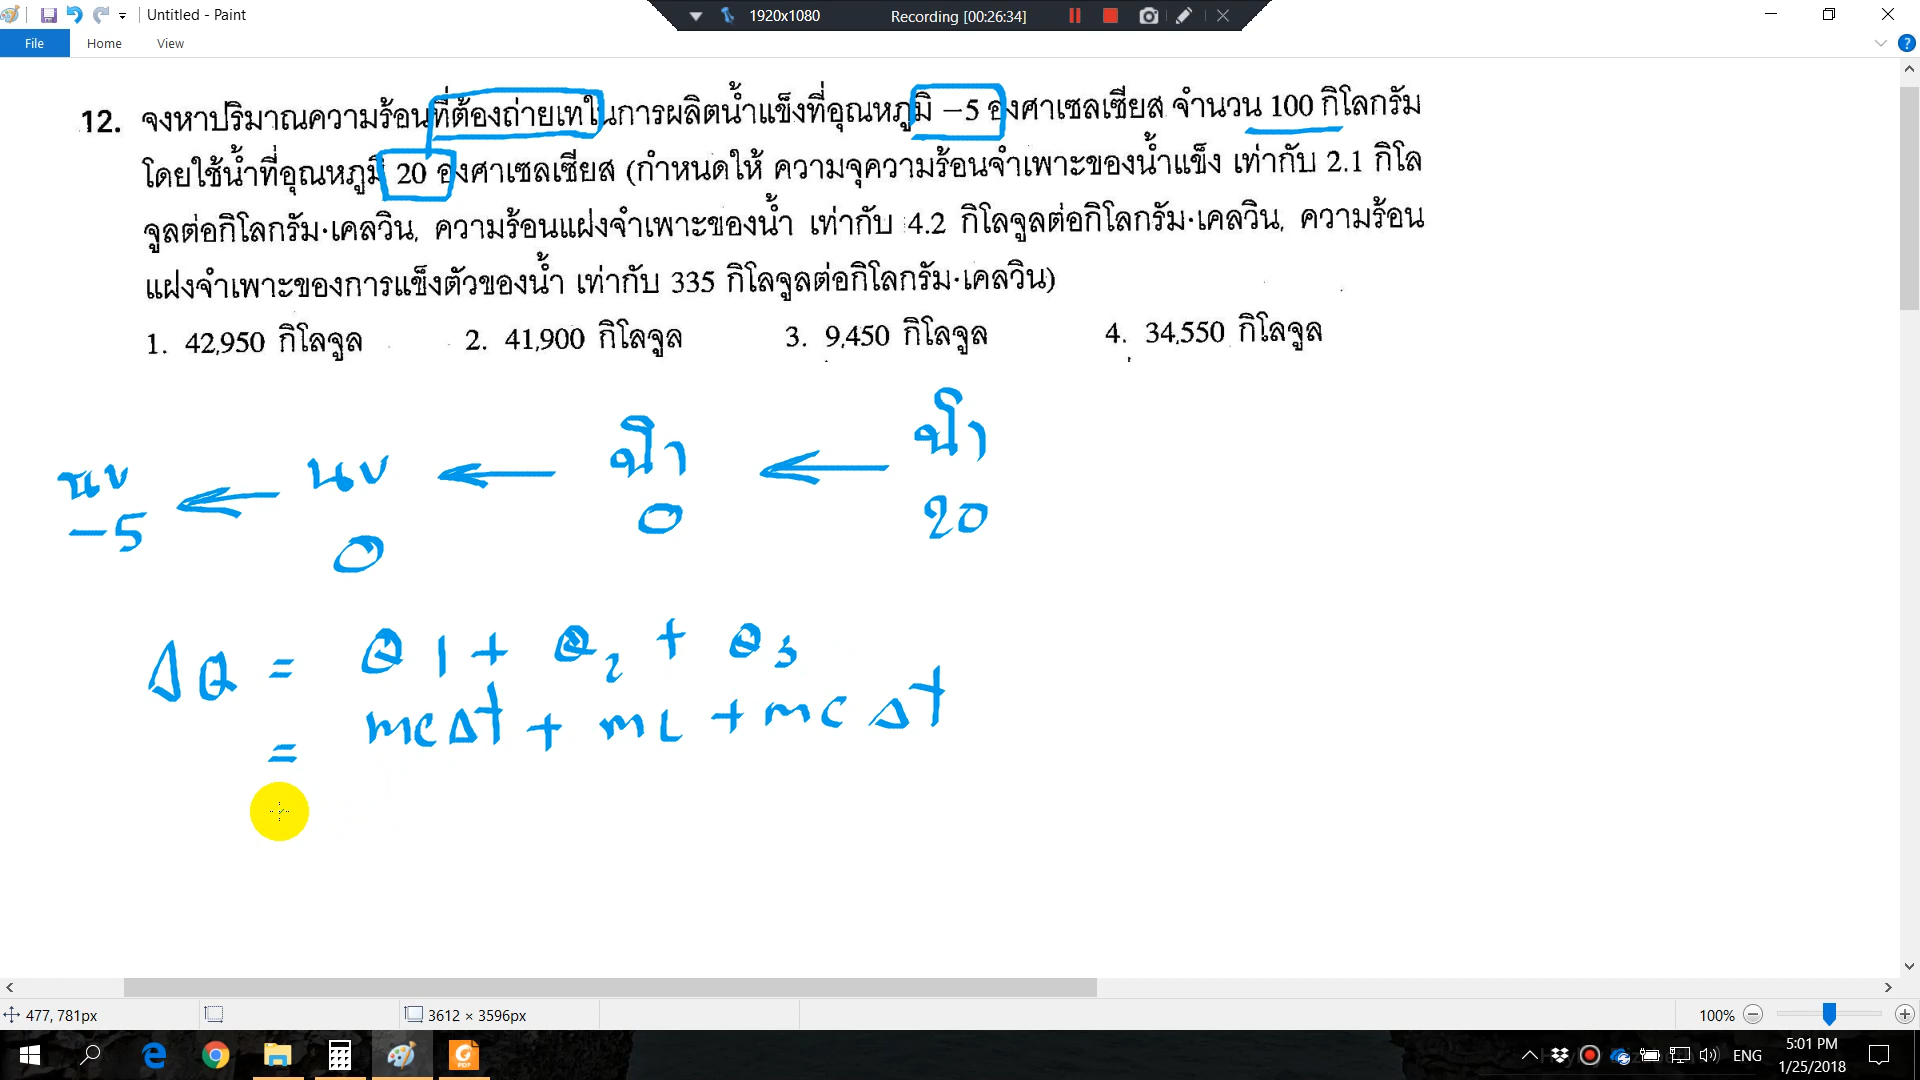 Untitled - Paint
1920x1080
Recording [00:26:34]
File Home View
12. จงหาปริมาณความร้อนที่ต้องถ่ายเทในการผลิตน้ำแข็งที่อุณหภูมิ −5 องศาเซลเซียส จำนวน 100 กิโลกรัม
โดยใช้น้ำที่อุณหภูมิ 20 องศาเซลเซียส (กำหนดให้ ความจุความร้อนจำเพาะของน้ำแข็ง เท่ากับ 2.1 กิโล
จูลต่อกิโลกรัม·เคลวิน, ความร้อนแฝงจำเพาะของน้ำ เท่ากับ 4.2 กิโลจูลต่อกิโลกรัม·เคลวิน, ความร้อน
แฝงจำเพาะของการแข็งตัวของน้ำ เท่ากับ 335 กิโลจูลต่อกิโลกรัม·เคลวิน)
1. 42,950 กิโลจูล 2. 41,900 กิโลจูล 3. 9,450 กิโลจูล 4. 34,550 กิโลจูล
นข ← นข ← น้ำ ← น้ำ
−5 0 0 20
ΔQ = Q1 + Q2 + Q3
= mcΔt + mL + mcΔt
477, 781px
3612 × 3596px
100%
ENG
5:01 PM
1/25/2018